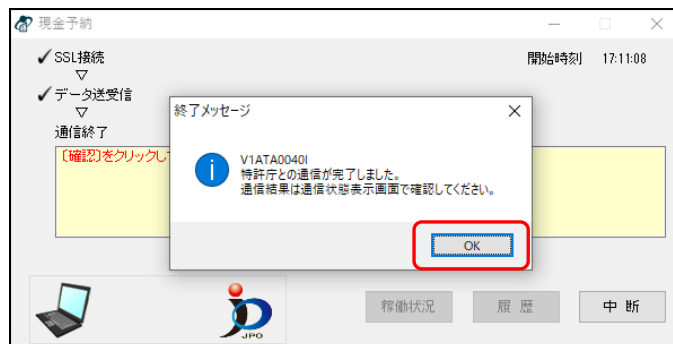 現金予納
✓SSL接続
開始時刻 17:11:08
▽
✓データ送受信
▽
通信終了
〔確認〕をクリックし
終了メッセージ
V1ATA0040I
特許庁との通信が完了しました。
通信結果は通信状態表示画面で確認してください。
OK
JPO
稼働状況 履 歴 中 断